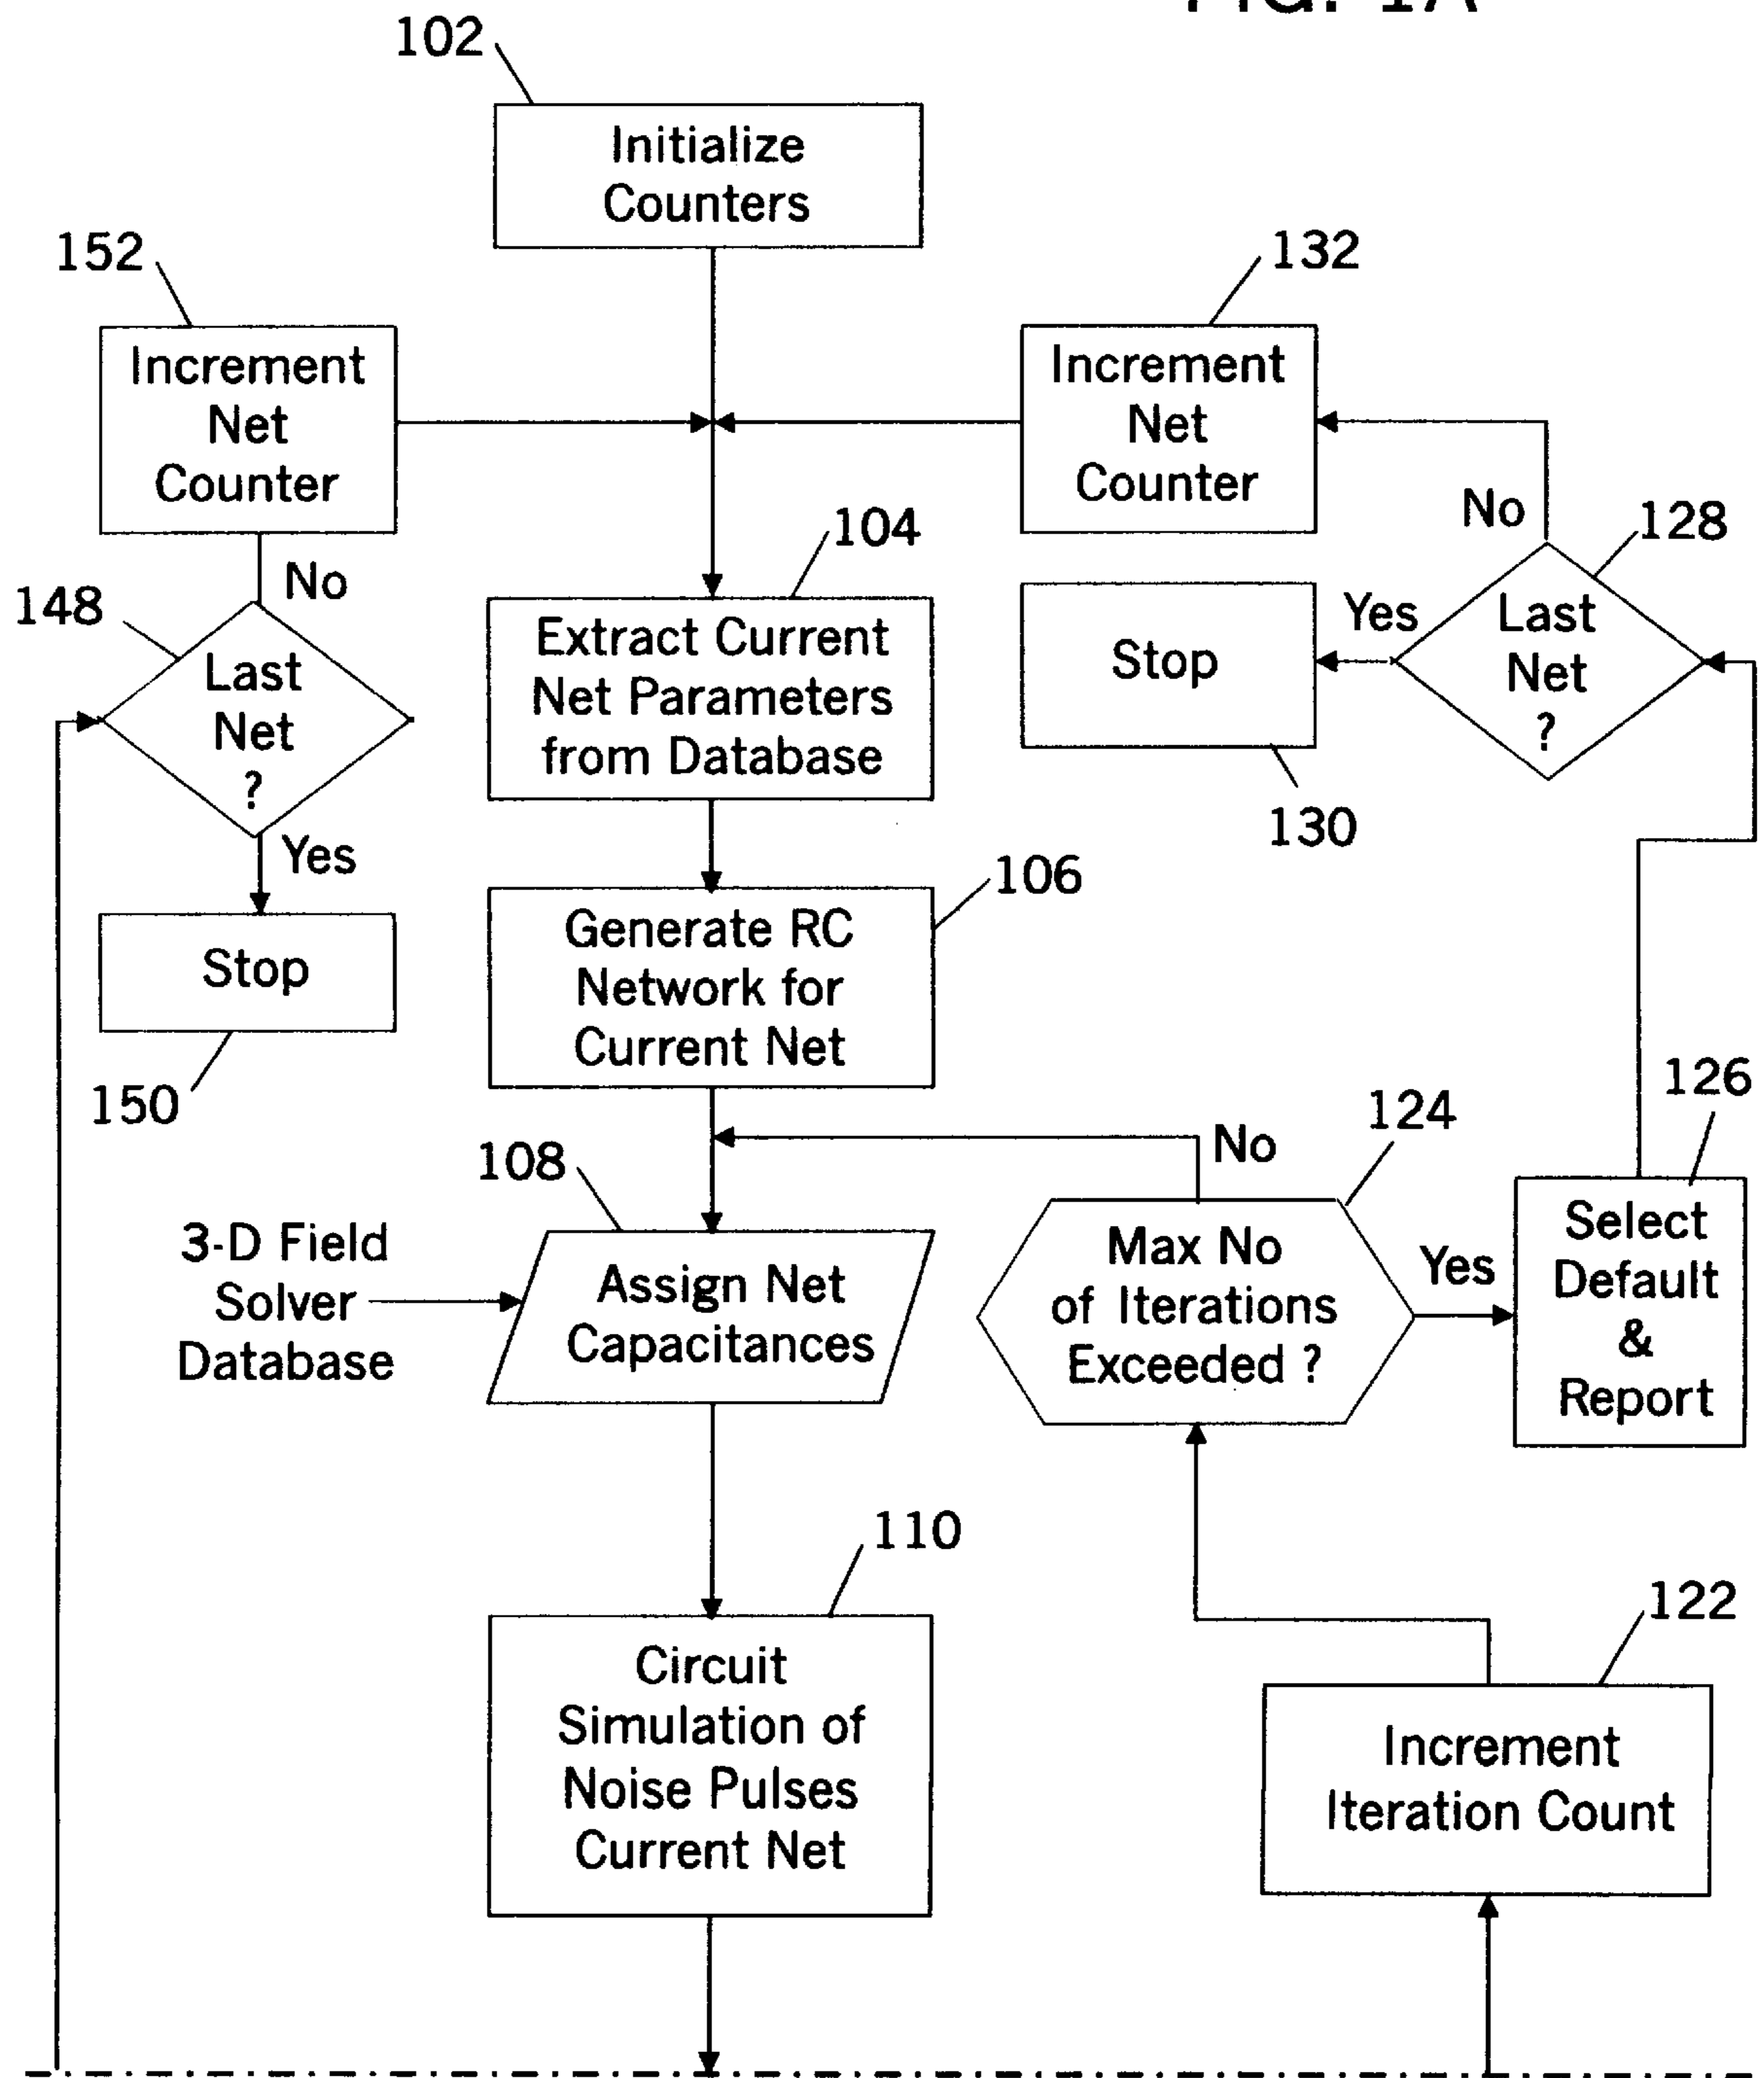 FIG. 1A
102
Initialize
Counters
152
Increment
Net
Counter
132
Increment
Net
Counter
No
128
Last
Net
?
Yes
Stop
130
104
Extract Current
Net Parameters
from Database
No
148
Last
Net
?
Yes
Stop
150
106
Generate RC
Network for
Current Net
108
3-D Field
Solver
Database
Assign Net
Capacitances
No
124
Max No
of Iterations
Exceeded ?
Yes
126
Select
Default
&
Report
110
Circuit
Simulation of
Noise Pulses
Current Net
122
Increment
Iteration Count